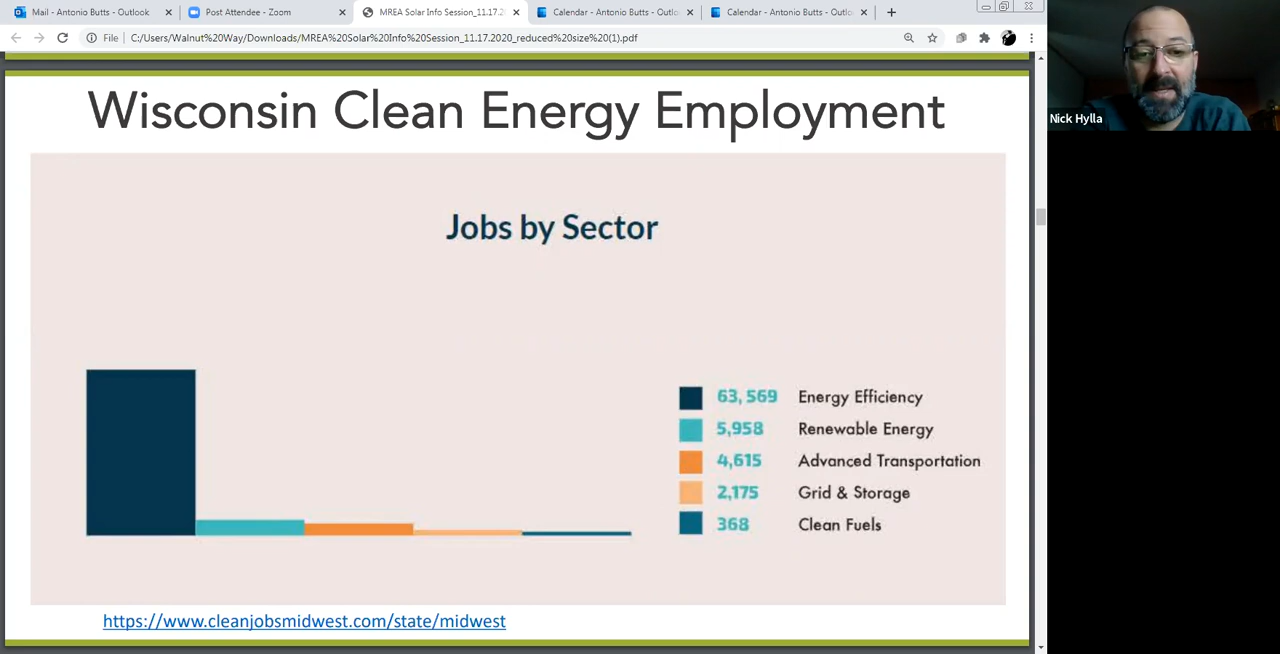 Mail - Antonio Butts - Outlook
Post Attendee - Zoom
MREA Solar Info Session_11.17.2
Calendar - Antonio Butts - Outlo
Calendar - Antonio Butts - Outlo
File
C:/Users/Walnut%20Way/Downloads/MREA%20Solar%20Info%20Session_11.17.2020_reduced%20size%20(1).pdf
Wisconsin Clean Energy Employment
Jobs by Sector
63,569 Energy Efficiency
5,958 Renewable Energy
4,615 Advanced Transportation
2,175 Grid & Storage
368 Clean Fuels
https://www.cleanjobsmidwest.com/state/midwest
Nick Hylla